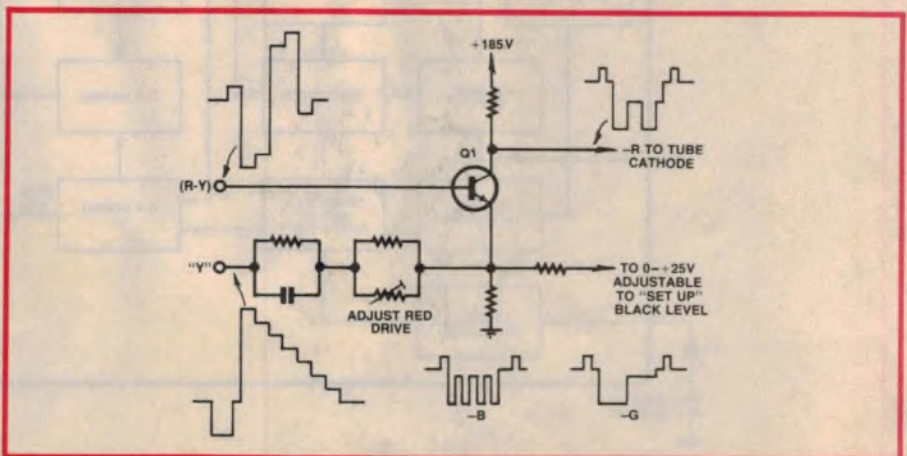 +185V
Q1
-R TO TUBE
CATHODE
(R-Y)
"Y"
ADJUST RED
DRIVE
TO 0-+25V
ADJUSTABLE
TO "SET UP"
BLACK LEVEL
-B
-G